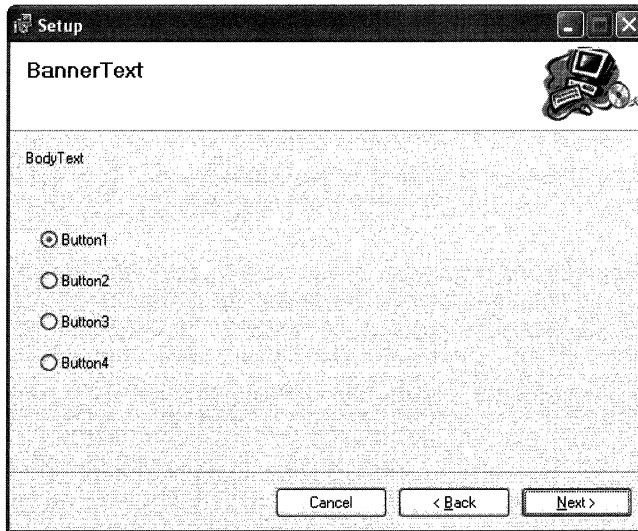 Setup
BannerText
BodyText
Button1
Button2
Button3
Button4
Cancel
< Back
Next >